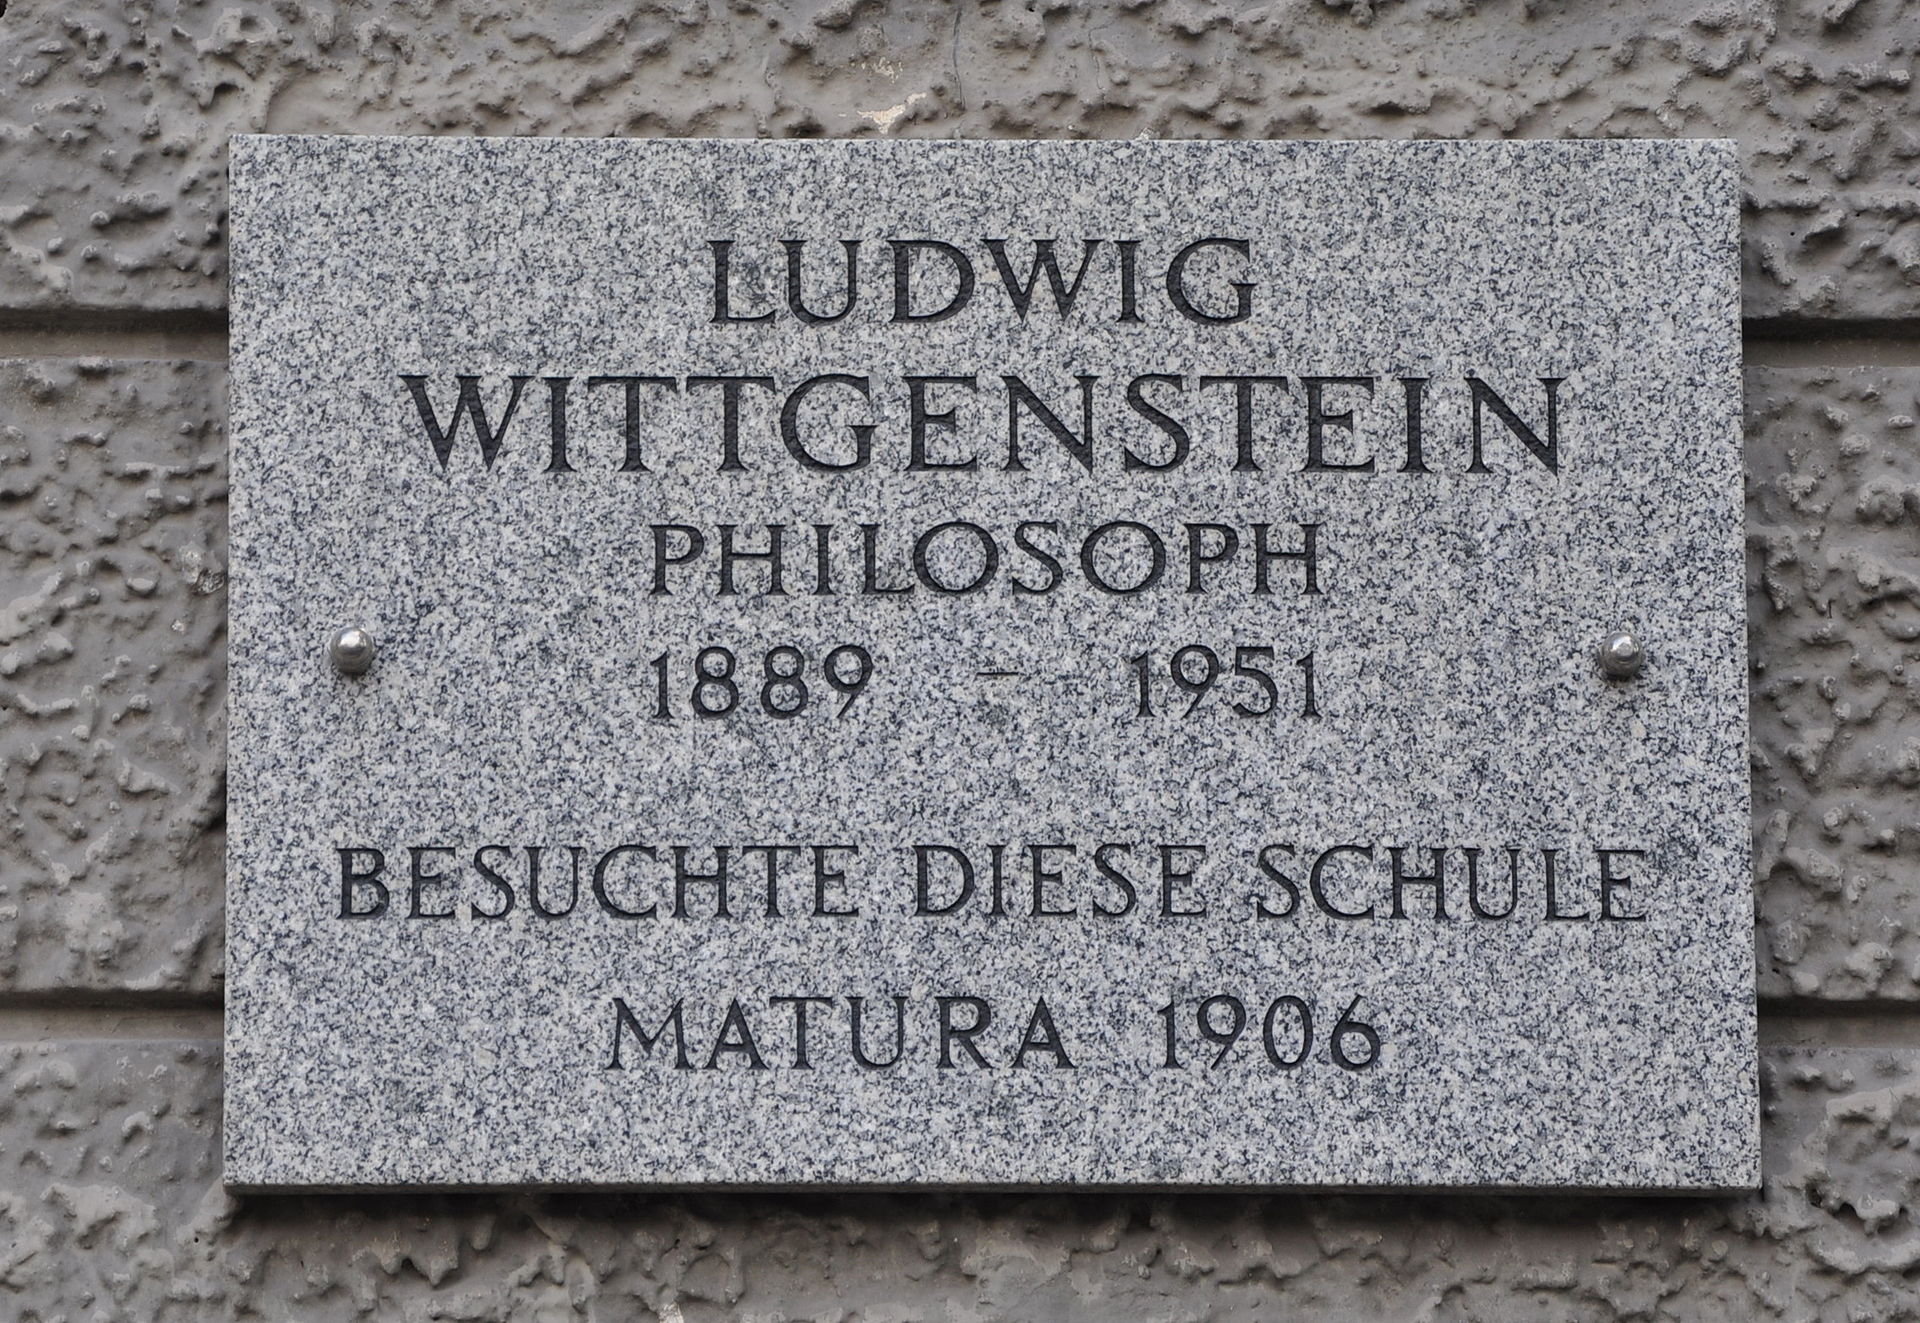 LUDWIG
WITTGENSTEIN
PHILOSOPH
1889 – 1951
BESUCHTE DIESE SCHULE
MATURA 1906